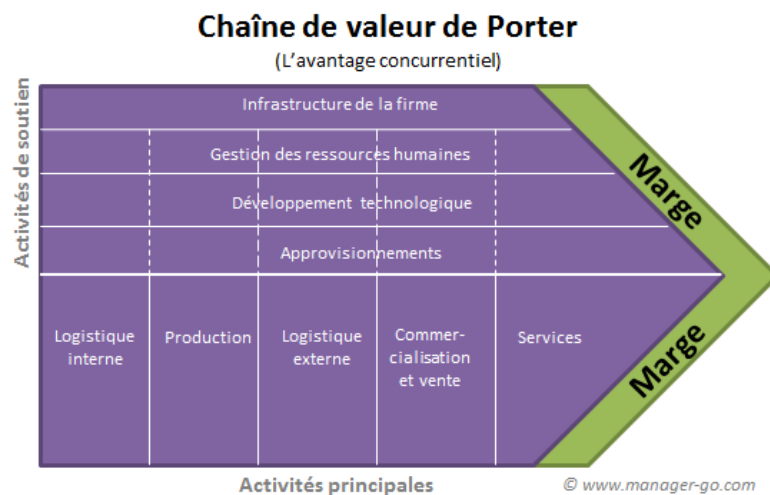 Chaîne de valeur de Porter
(L'avantage concurrentiel)
Activités de soutien
Infrastructure de la firme
Gestion des ressources humaines
Développement technologique
Approvisionnements
Marge
Logistique
interne
Production
Logistique
externe
Commer-
cialisation
et vente
Services
Marge
Activités principales
© www.manager-go.com